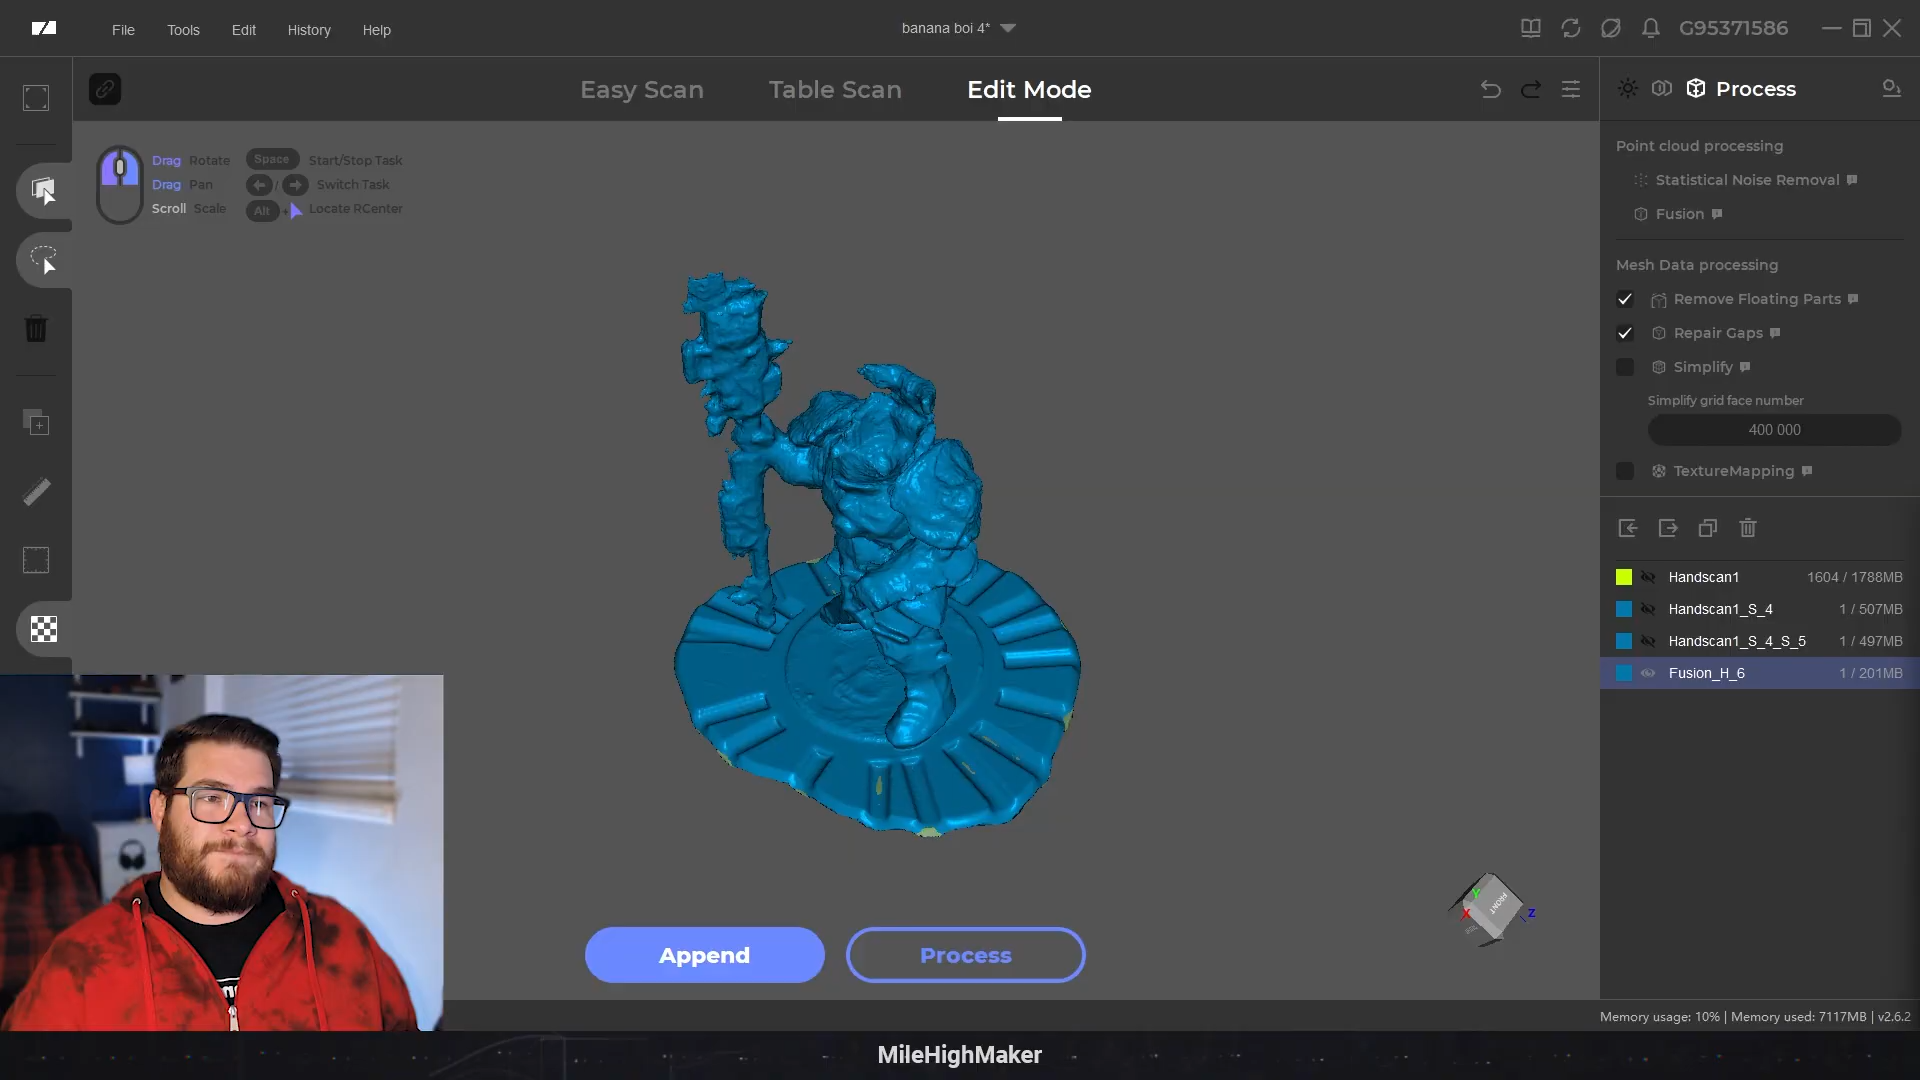 File Tools Edit History Help
banana boi 4*
G95371586
Easy Scan Table Scan Edit Mode
Process
Drag Rotate Space Start/Stop Task
Drag Pan / Switch Task
Scroll Scale Alt + Locate RCenter
Point cloud processing
Statistical Noise Removal
Fusion
Mesh Data processing
Remove Floating Parts
Repair Gaps
Simplify
Simplify grid face number
400 000
TextureMapping
Handscan1 1604 / 1788MB
Handscan1_S_4 1 / 507MB
Handscan1_S_4_S_5 1 / 497MB
Fusion_H_6 1 / 201MB
Y
X FRONT Z
Append Process
Memory usage: 10% | Memory used: 7117MB | v2.6.2
MileHighMaker